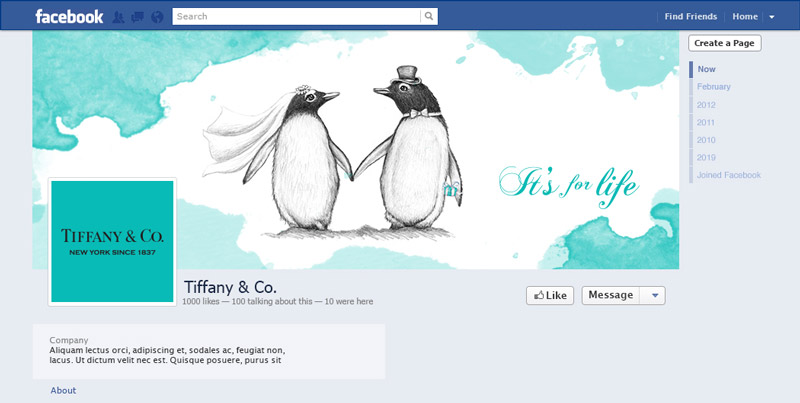 facebook
Search
Find Friends
Home
Create a Page
Now
February
2012
2011
2010
2019
Joined Facebook
It's for life
TIFFANY & CO.
NEW YORK SINCE 1837
Tiffany & Co.
1000 likes — 100 talking about this — 10 were here
Like
Message
Company
Aliquam lectus orci, adipiscing et, sodales ac, feugiat non,
lacus. Ut dictum velit nec est. Quisque posuere, purus sit
About